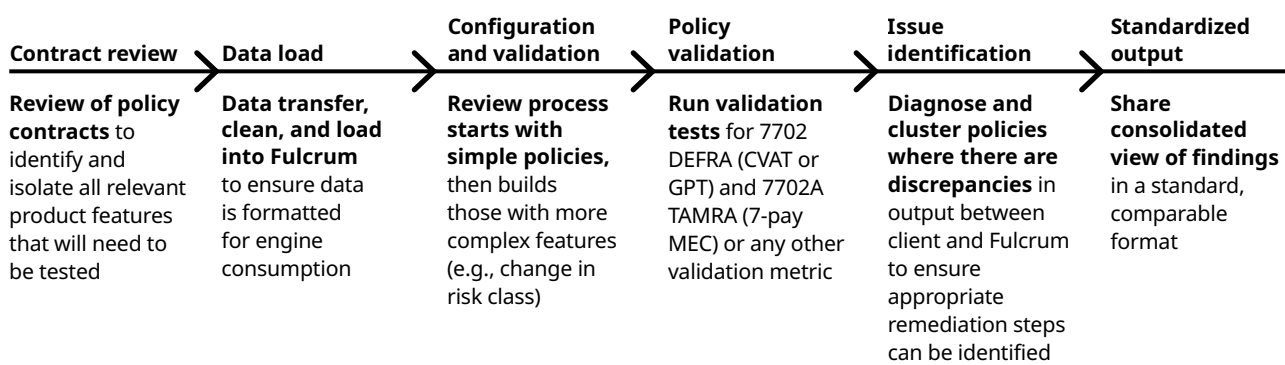 Contract review
Review of policy
contracts to
identify and
isolate all relevant
product features
that will need to
be tested
Data load
Data transfer,
clean, and load
into Fulcrum
to ensure data
is formatted
for engine
consumption
Configuration
and validation
Review process
starts with
simple policies,
then builds
those with more
complex features
(e.g., change in
risk class)
Policy
validation
Run validation
tests for 7702
DEFRA (CVAT or
GPT) and 7702A
TAMRA (7-pay
MEC) or any other
validation metric
Issue
identification
Diagnose and
cluster policies
where there are
discrepancies in
output between
client and Fulcrum
to ensure
appropriate
remediation steps
can be identified
Standardized
output
Share
consolidated
view of findings
in a standard,
comparable
format